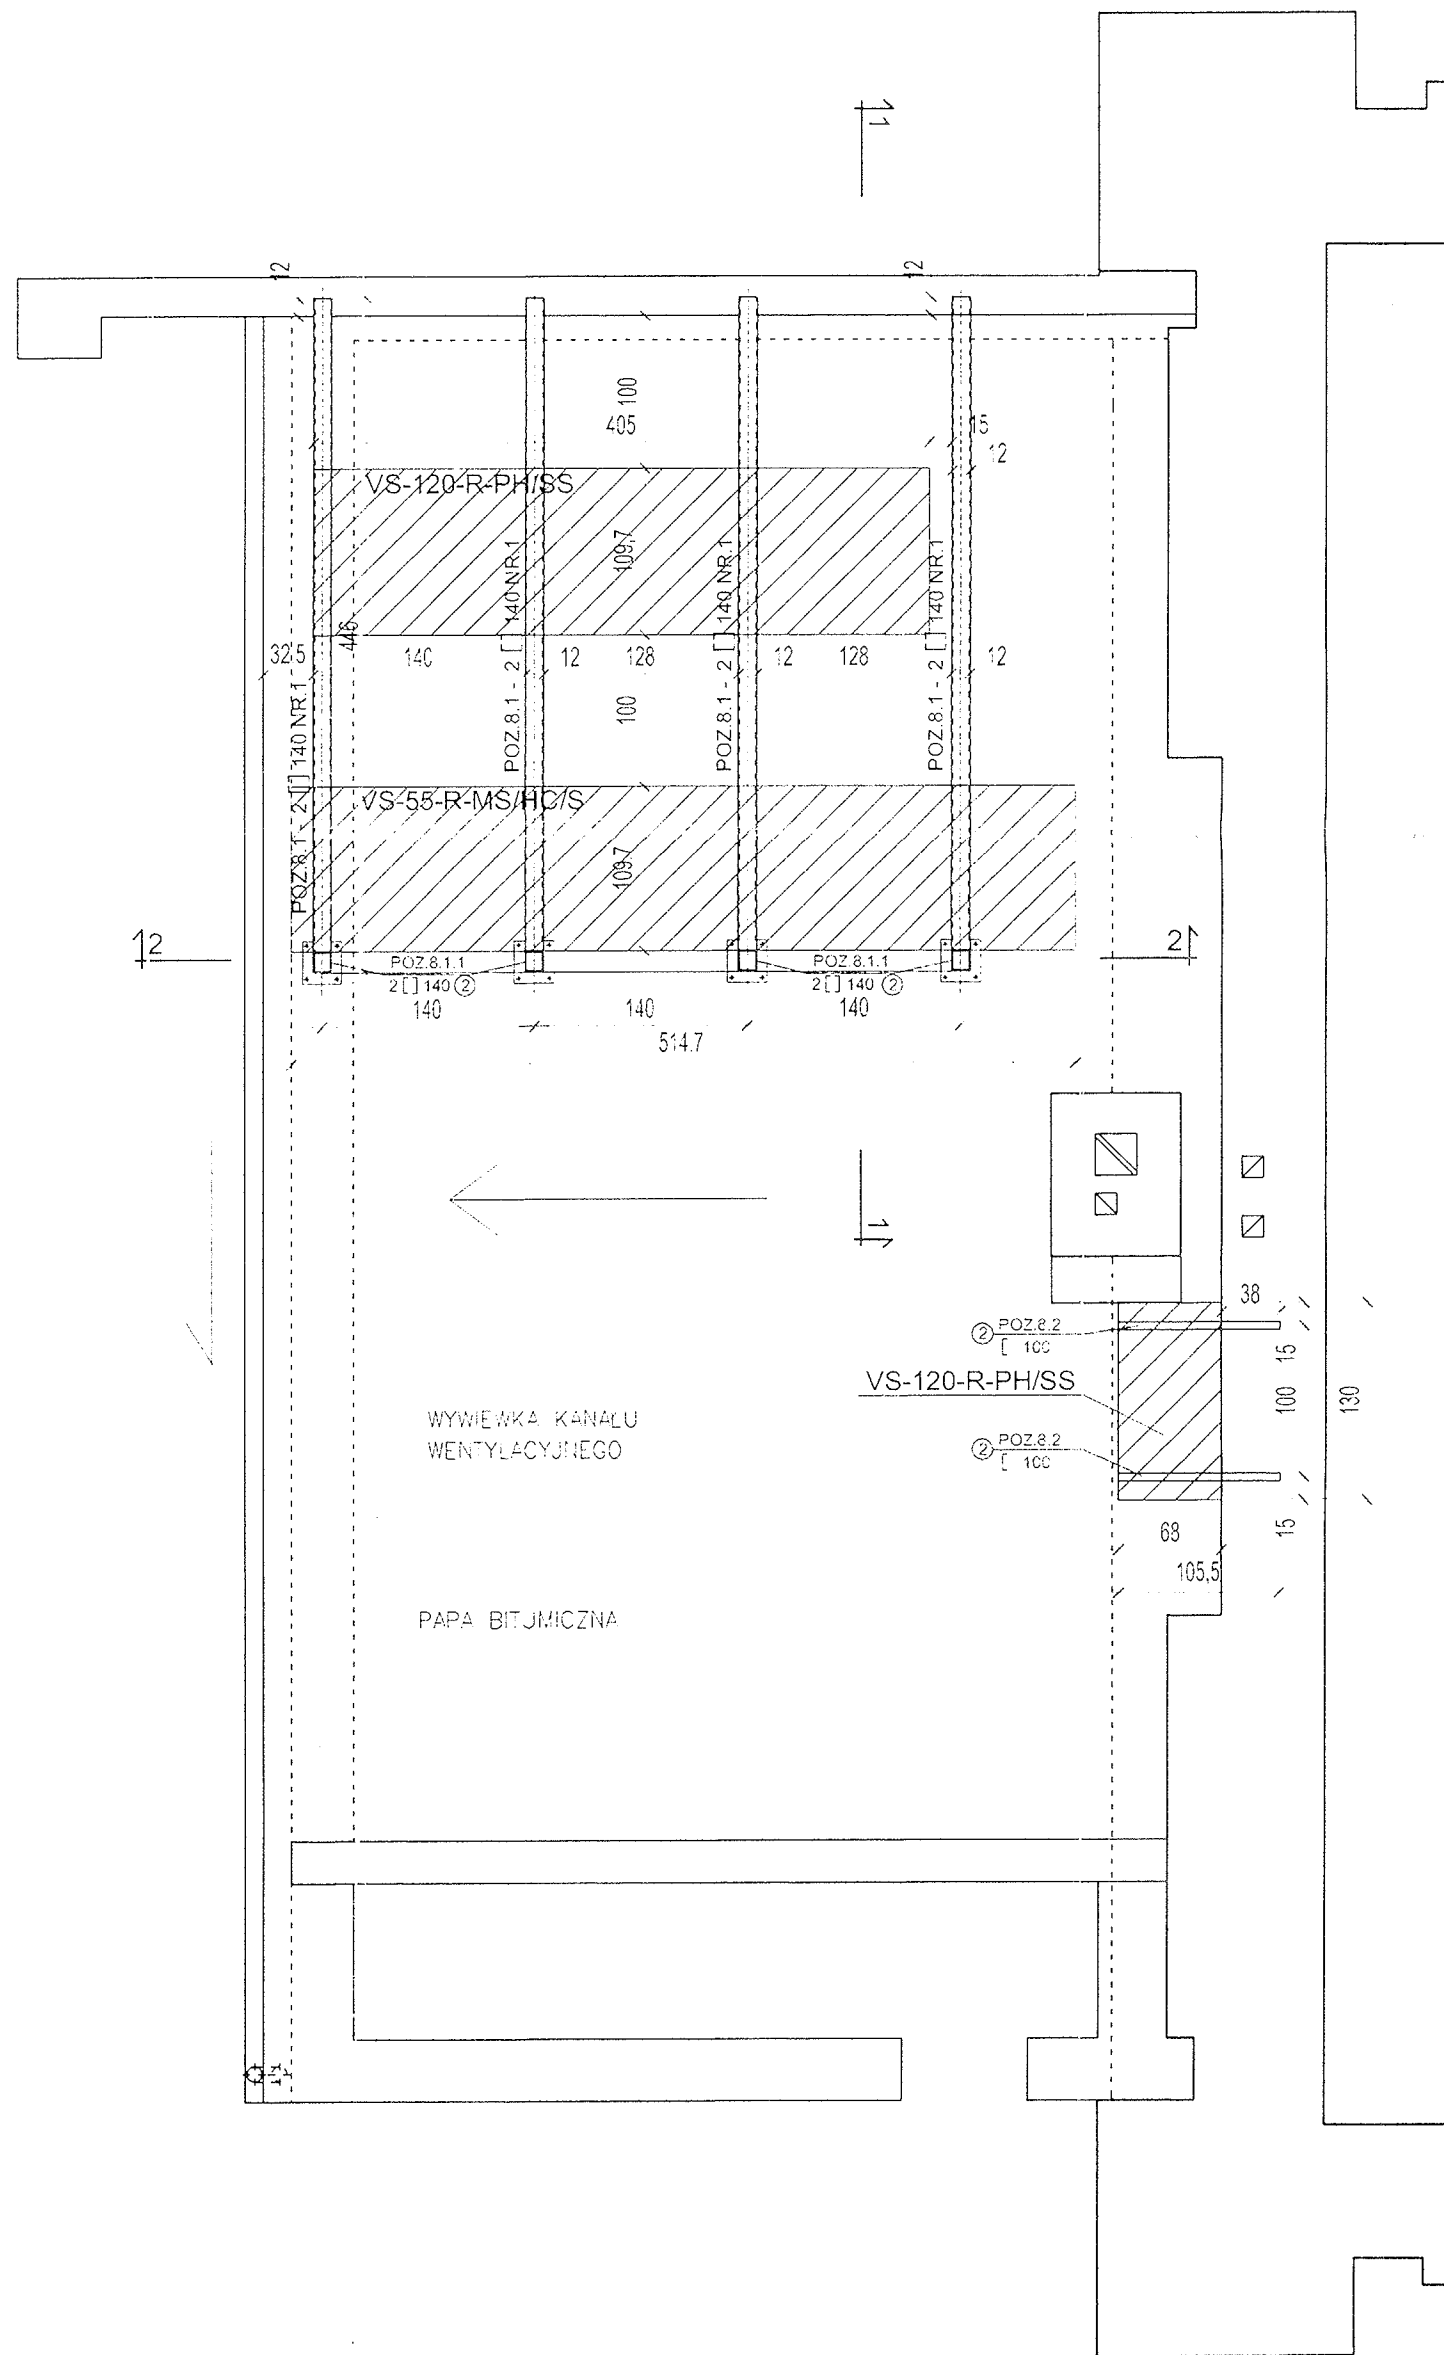 1
12
12
100
405
15
12
VS-120-R-PH/SS
109,7
POZ.8.1 - 2 [ ] 140 NR.1
POZ.8.1 - 2 [ ] 140 NR.1
POZ.8.1 - 2 [ ] 140 NR.1
POZ.8.1 - 2 [ ] 140 NR.1
446
32,5
140
12
128
12
128
12
100
VS-55-R-MS/HC/S
109,7
2
2
POZ.8.1.1
2 [ ] 140 2
POZ.8.1.1
2 [ ] 140 2
140
140
140
514.7
1
38
2 POZ.8.2
[ 100
15
VS-120-R-PH/SS
100
130
WYWIEWKA KANAŁU
WENTYLACYJNEGO
2 POZ.8.2
[ 100
68
15
105,5
PAPA BITUMICZNA